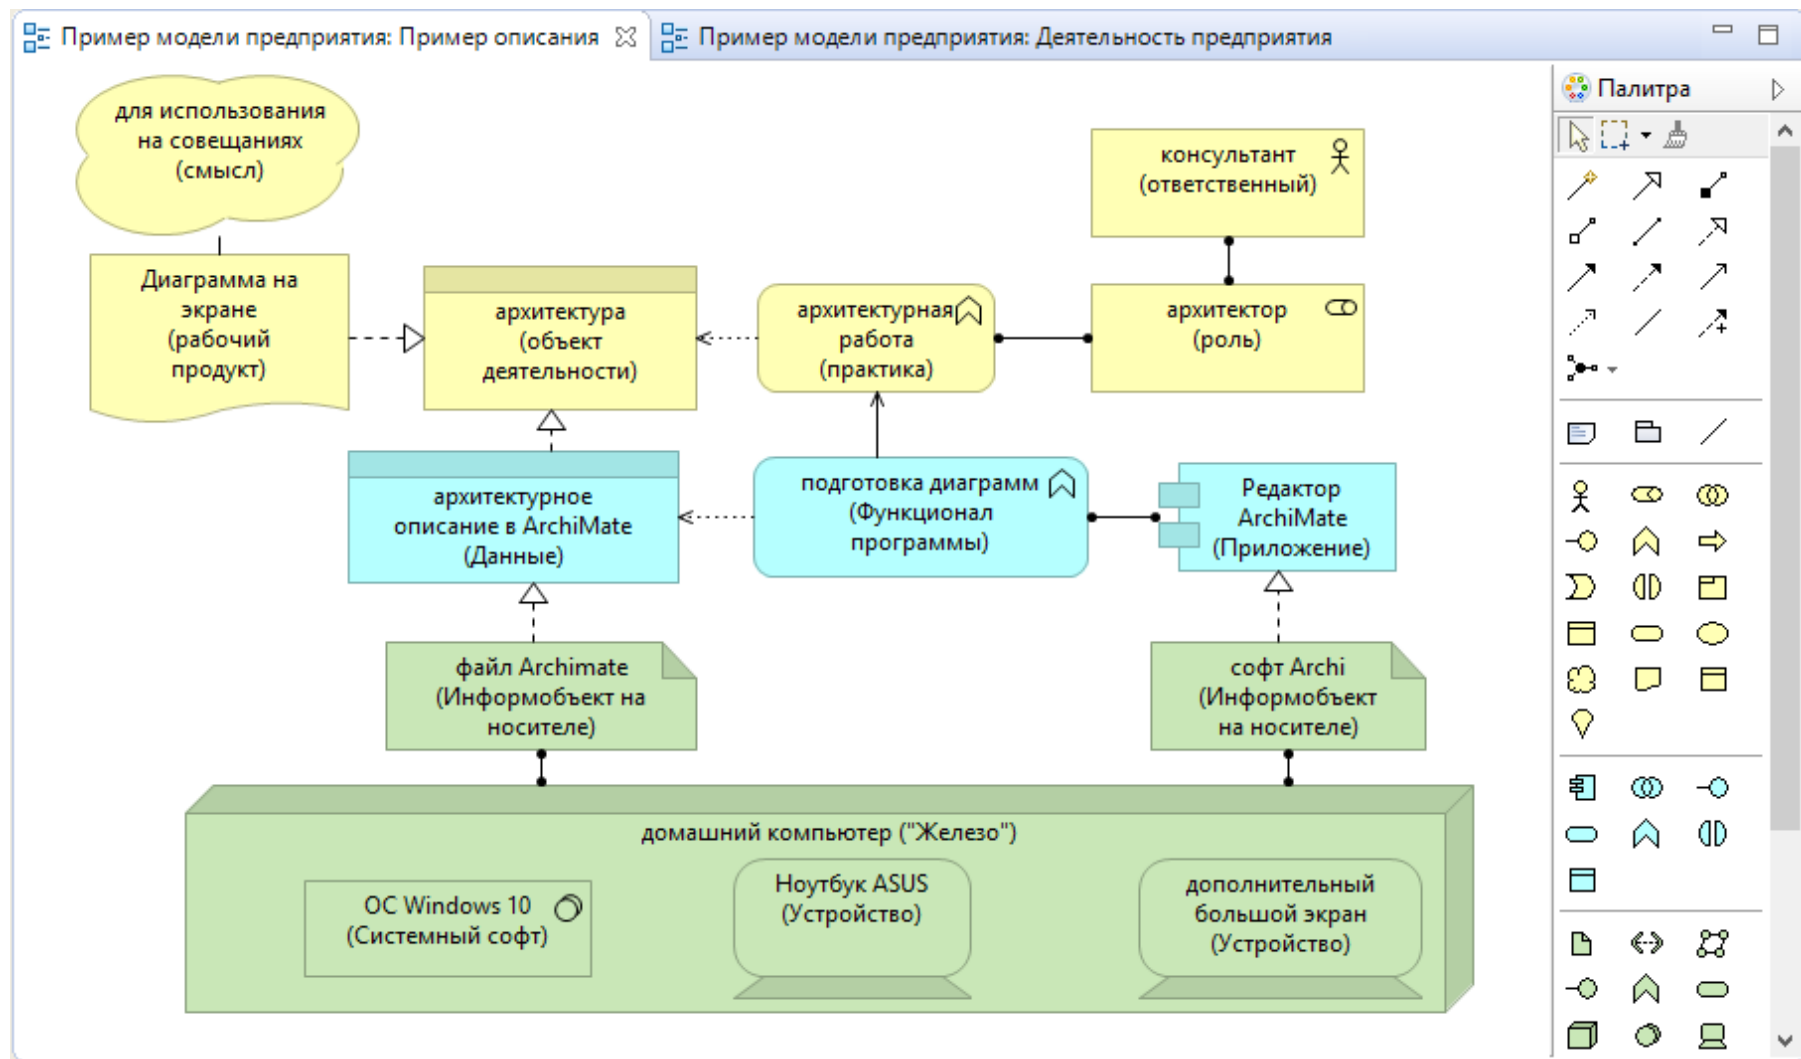 Пример модели предприятия: Пример описания
Пример модели предприятия: Деятельность предприятия
Палитра
для использования
на совещаниях
(смысл)
консультант
(ответственный)
Диаграмма на
экране
(рабочий
продукт)
архитектура
(объект
деятельности)
архитектурная
работа
(практика)
архитектор
(роль)
архитектурное
описание в ArchiMate
(Данные)
подготовка диаграмм
(Функционал
программы)
Редактор
ArchiMate
(Приложение)
файл Archimate
(Информобъект на
носителе)
софт Archi
(Информобъект
на носителе)
домашний компьютер ("Железо")
ОС Windows 10
(Системный софт)
Ноутбук ASUS
(Устройство)
дополнительный
большой экран
(Устройство)